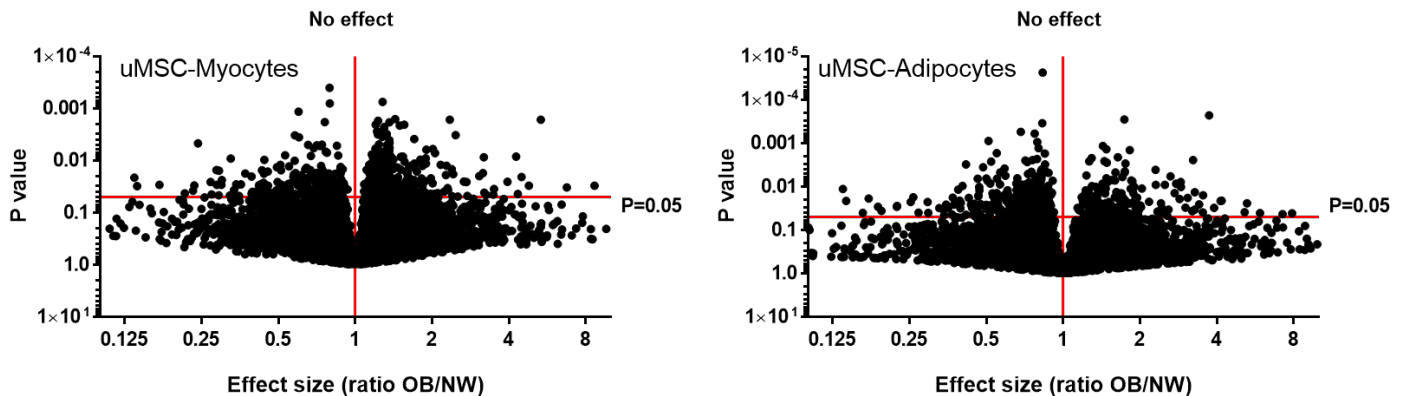 No effect
uMSC-Myocytes
P value
1×10⁻⁴
0.001
0.01
0.1
1.0
1×10¹
P=0.05
0.125 0.25 0.5 1 2 4 8
Effect size (ratio OB/NW)
No effect
uMSC-Adipocytes
P value
1×10⁻⁵
1×10⁻⁴
0.001
0.01
0.1
1.0
1×10¹
P=0.05
0.125 0.25 0.5 1 2 4 8
Effect size (ratio OB/NW)